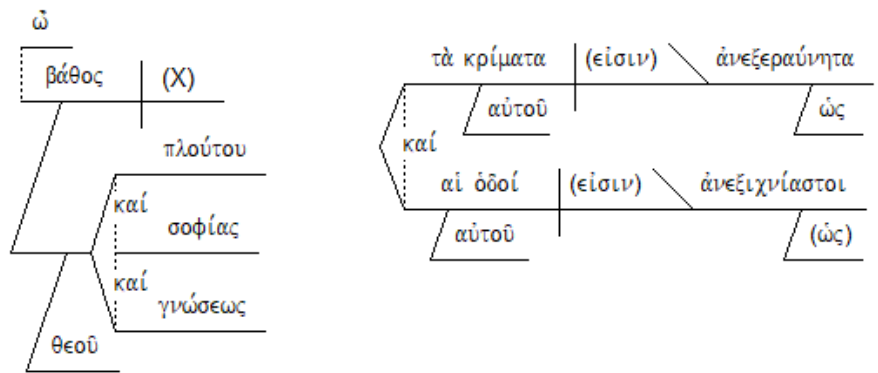 ὦ
βάθος (X)
πλούτου
καί
σοφίας
καί
γνώσεως
θεοῦ
τὰ κρίματα (εἰσιν) ἀνεξεραύνητα
αὐτοῦ ὡς
καί
αἱ ὁδοί (εἰσιν) ἀνεξιχνίαστοι
αὐτοῦ (ὡς)